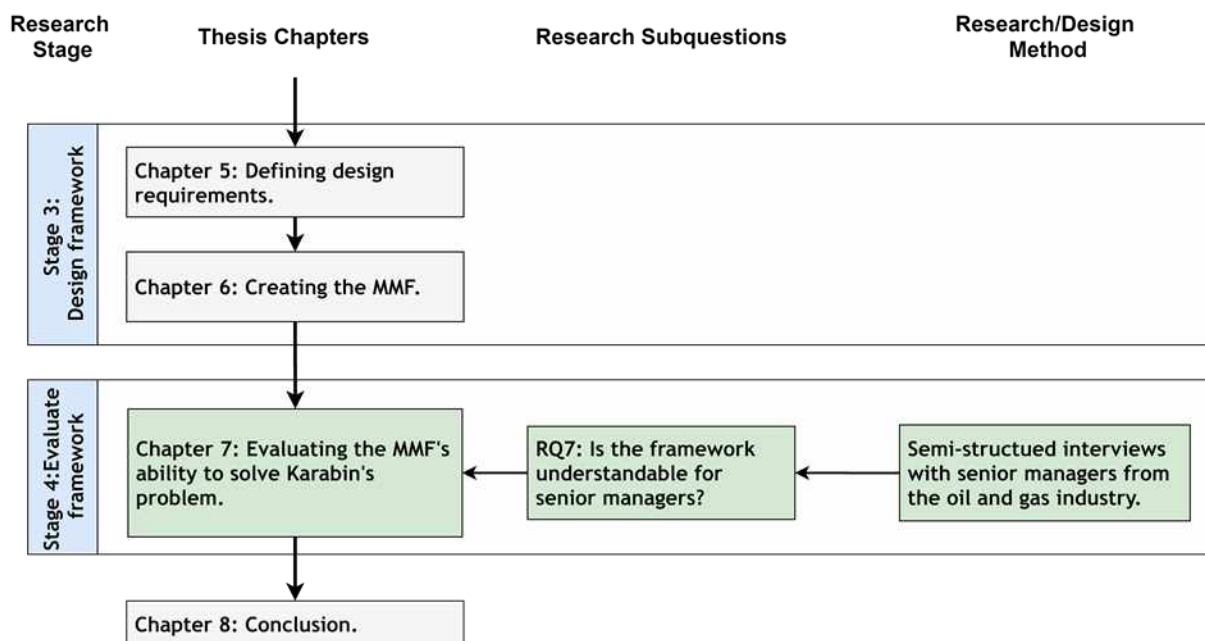 Research
Stage
Thesis Chapters
Research Subquestions
Research/Design
Method
Stage 3:
Design framework
Chapter 5: Defining design
requirements.
Chapter 6: Creating the MMF.
Stage 4:Evaluate
framework
Chapter 7: Evaluating the MMF's
ability to solve Karabin's
problem.
RQ7: Is the framework
understandable for
senior managers?
Semi-structued interviews
with senior managers from
the oil and gas industry.
Chapter 8: Conclusion.